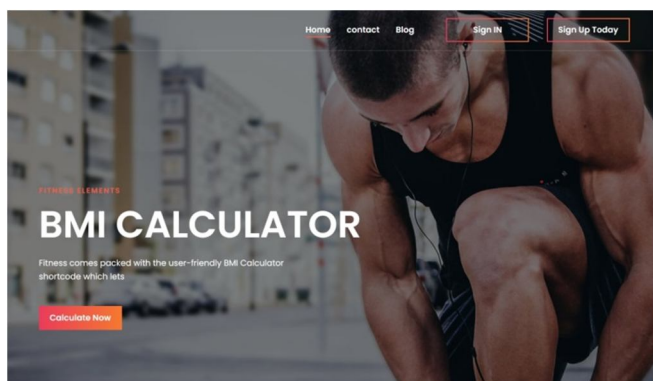 Home contact Blog Sign IN Sign Up Today
FITNESS ELEMENTS
BMI CALCULATOR
Fitness comes packed with the user-friendly BMI Calculator
shortcode which lets
Calculate Now